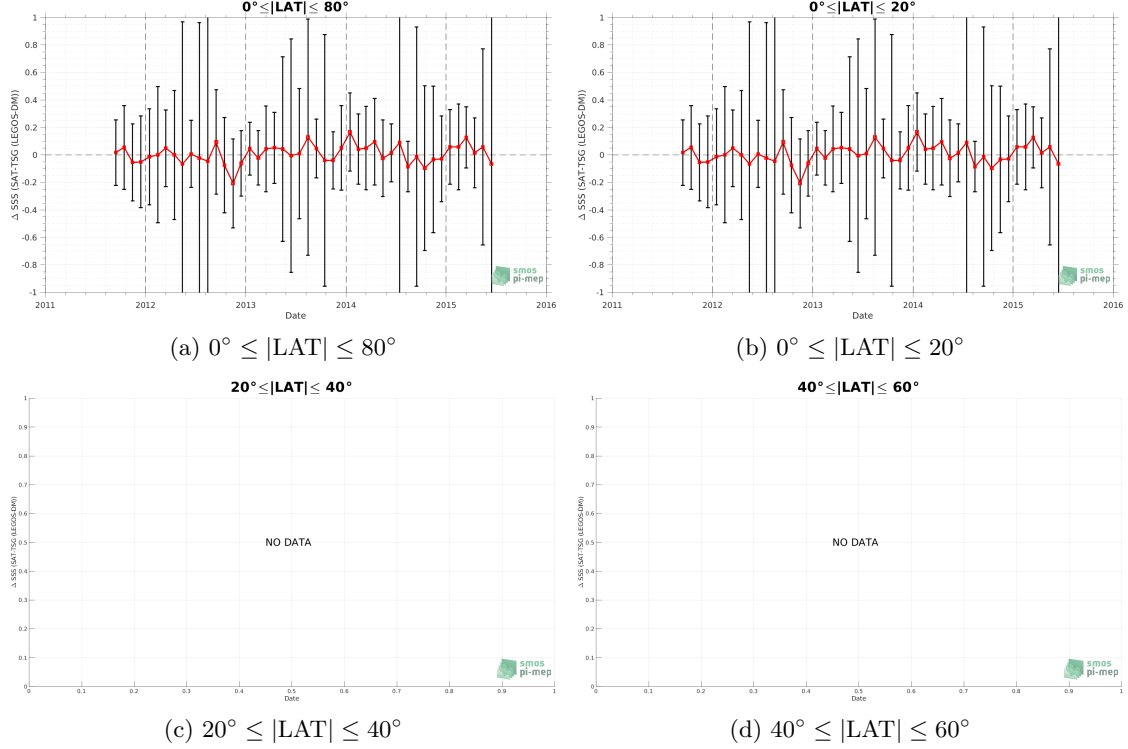 0°≤|LAT|≤ 80°
Δ SSS (SAT-TSG (LEGOS-DM))
1
0.8
0.6
0.4
0.2
0
-0.2
-0.4
-0.6
-0.8
-1
2011 2012 2013 2014 2015 2016
Date
smos
pi-mep
(a) 0° ≤ |LAT| ≤ 80°
0°≤|LAT|≤ 20°
Δ SSS (SAT-TSG (LEGOS-DM))
1
0.8
0.6
0.4
0.2
0
-0.2
-0.4
-0.6
-0.8
-1
2011 2012 2013 2014 2015 2016
Date
smos
pi-mep
(b) 0° ≤ |LAT| ≤ 20°
20°≤|LAT|≤ 40°
Δ SSS (SAT-TSG (LEGOS-DM))
1
0.9
0.8
0.7
0.6
0.5
0.4
0.3
0.2
0.1
0
NO DATA
0 0.1 0.2 0.3 0.4 0.5 0.6 0.7 0.8 0.9 1
Date
smos
pi-mep
(c) 20° ≤ |LAT| ≤ 40°
40°≤|LAT|≤ 60°
Δ SSS (SAT-TSG (LEGOS-DM))
1
0.9
0.8
0.7
0.6
0.5
0.4
0.3
0.2
0.1
0
NO DATA
0 0.1 0.2 0.3 0.4 0.5 0.6 0.7 0.8 0.9 1
Date
smos
pi-mep
(d) 40° ≤ |LAT| ≤ 60°